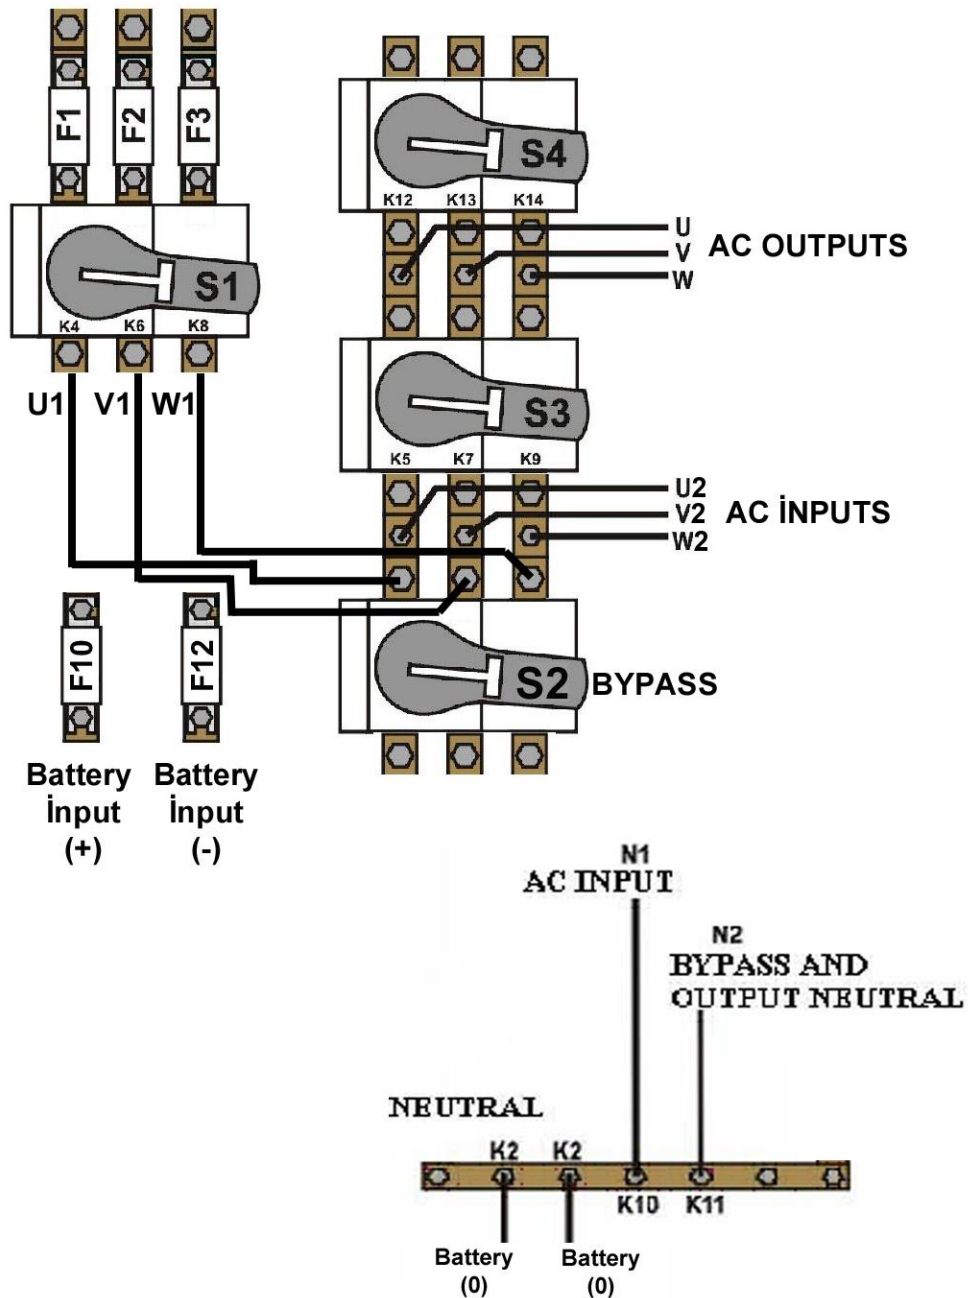 F1
F2
F3
S4
K12 K13 K14
U
V
W
AC OUTPUTS
S1
K4 K6 K8
U1 V1 W1
S3
K5 K7 K9
U2
V2
W2
AC İNPUTS
F10
F12
S2
BYPASS
Battery
İnput
(+)
Battery
İnput
(-)
N1
AC INPUT
N2
BYPASS AND
OUTPUT NEUTRAL
NEUTRAL
K2 K2
K10 K11
Battery
(0)
Battery
(0)